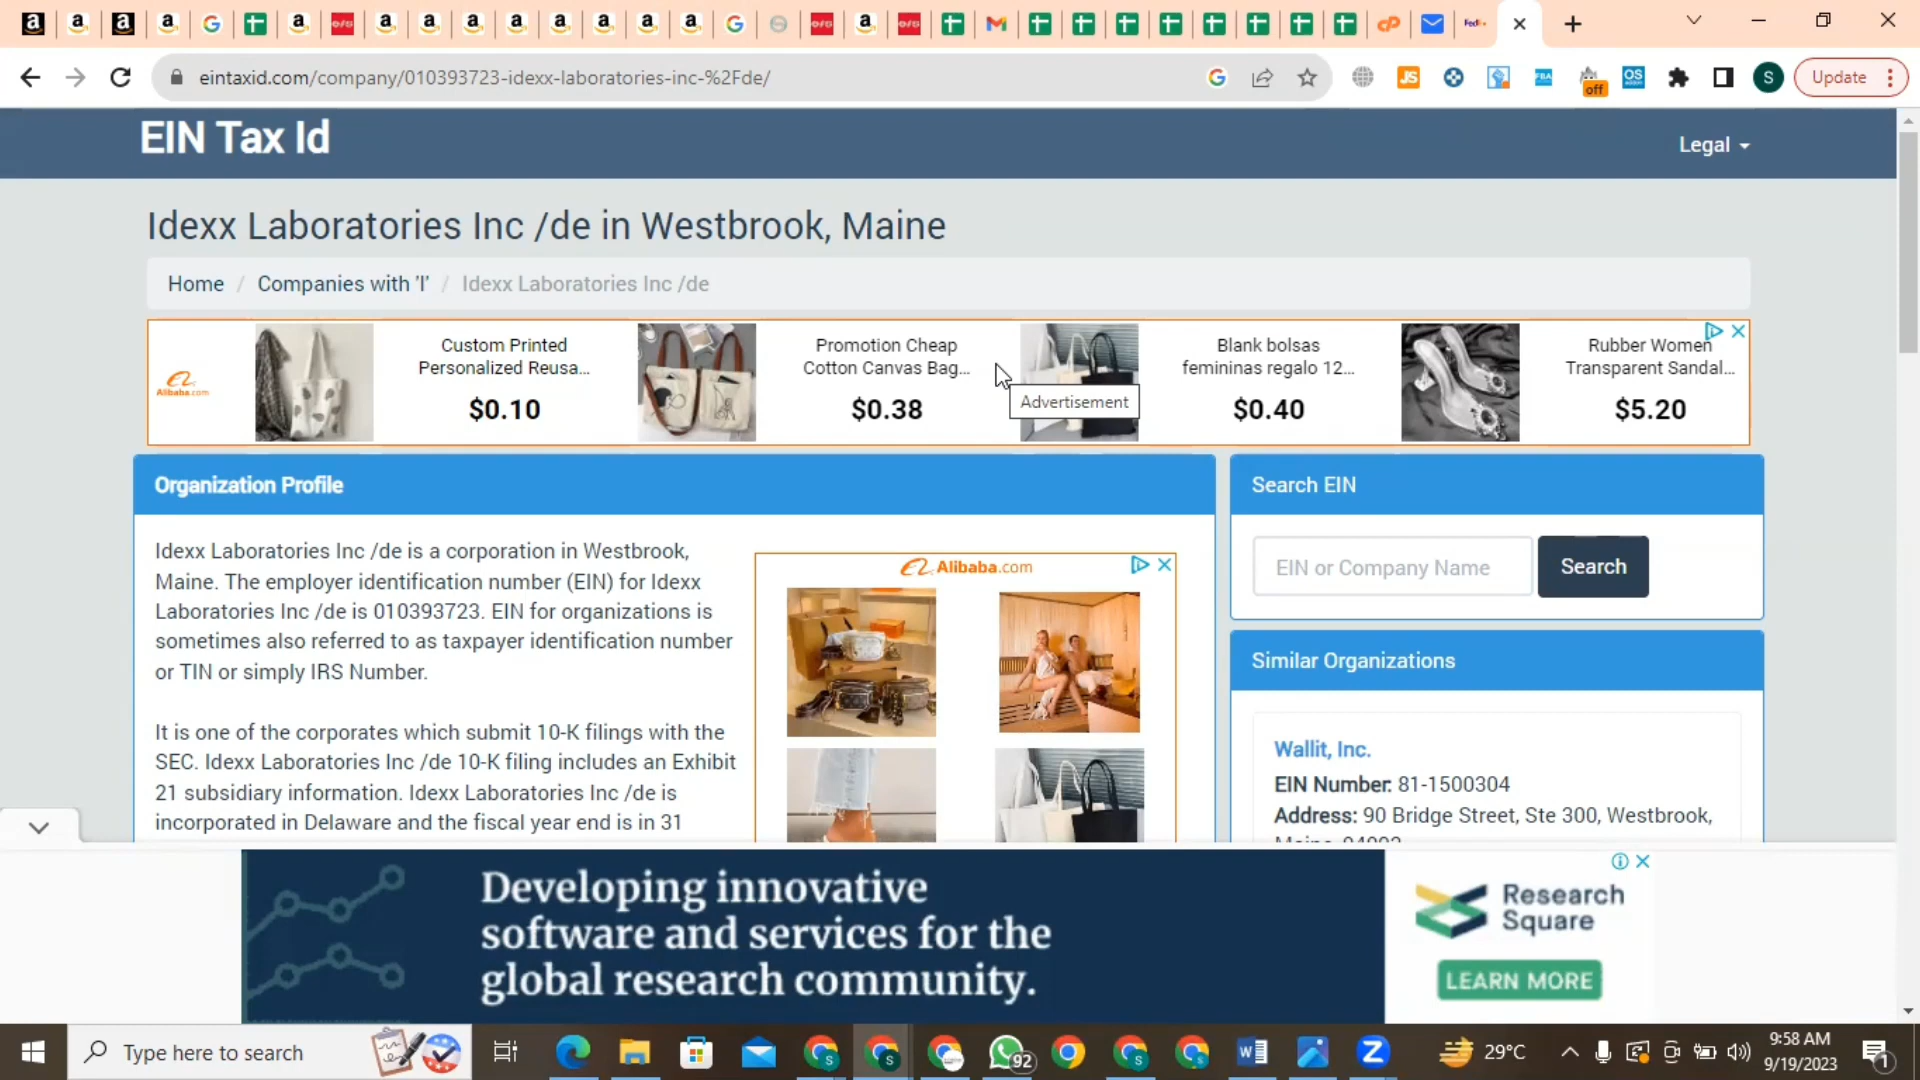 eintaxid.com/company/010393723-idexx-laboratories-inc-%2Fde/
JS
FBA
off
OS
S
Update
FedEx
EIN Tax Id
Legal
Idexx Laboratories Inc /de in Westbrook, Maine
Home / Companies with 'I' / Idexx Laboratories Inc /de
Alibaba.com
Custom Printed
Personalized Reusa...
$0.10
Promotion Cheap
Cotton Canvas Bag...
$0.38
Advertisement
Blank bolsas
femininas regalo 12...
$0.40
Rubber Women
Transparent Sandal...
$5.20
Organization Profile
Idexx Laboratories Inc /de is a corporation in Westbrook,
Maine. The employer identification number (EIN) for Idexx
Laboratories Inc /de is 010393723. EIN for organizations is
sometimes also referred to as taxpayer identification number
or TIN or simply IRS Number.
It is one of the corporates which submit 10-K filings with the
SEC. Idexx Laboratories Inc /de 10-K filing includes an Exhibit
21 subsidiary information. Idexx Laboratories Inc /de is
incorporated in Delaware and the fiscal year end is in 31
Alibaba.com
Search EIN
EIN or Company Name
Search
Similar Organizations
Wallit, Inc.
EIN Number: 81-1500304
Address: 90 Bridge Street, Ste 300, Westbrook,
Developing innovative
software and services for the
global research community.
Research
Square
LEARN MORE
Type here to search
92
29°C
9:58 AM
9/19/2023
1